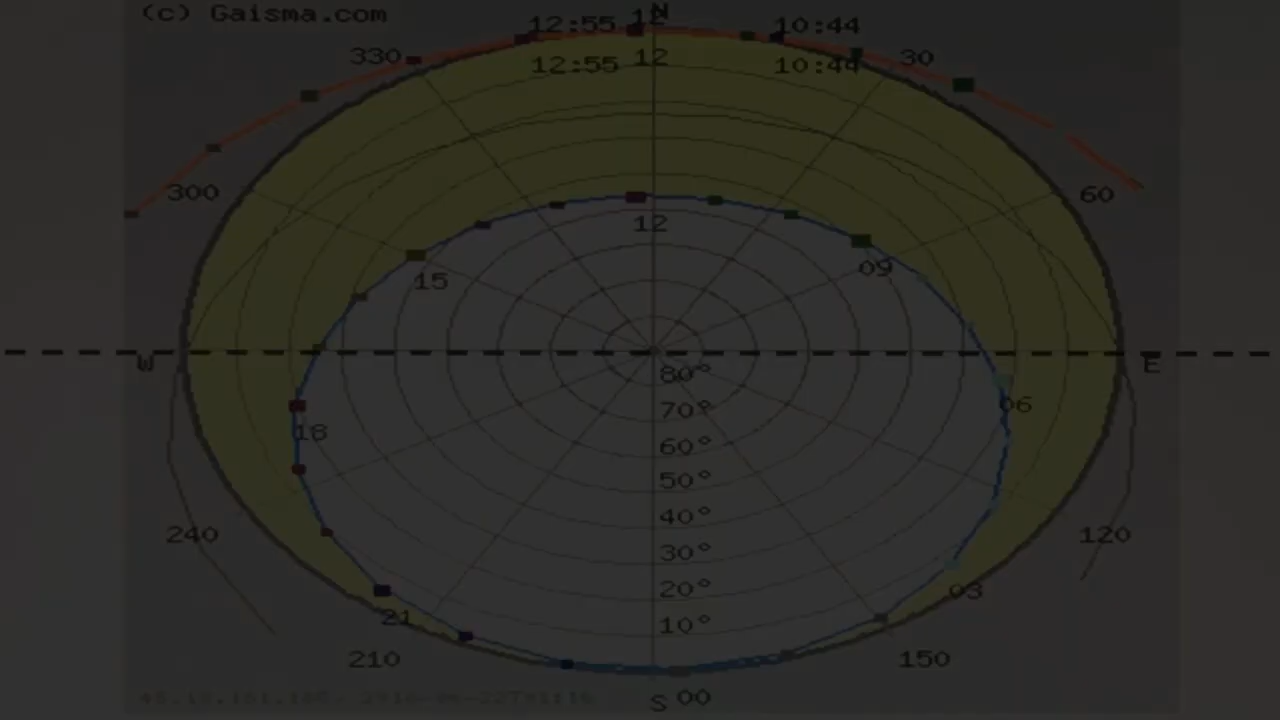 (c) Gaisma.com
N
12:55 12 10:44
330 12:55 12 10:44 30
300 60
12
15 09
W E
80°
70° 06
60° 18
50°
40°
240 120
30°
20°
21 10° 03
210 150
S 00